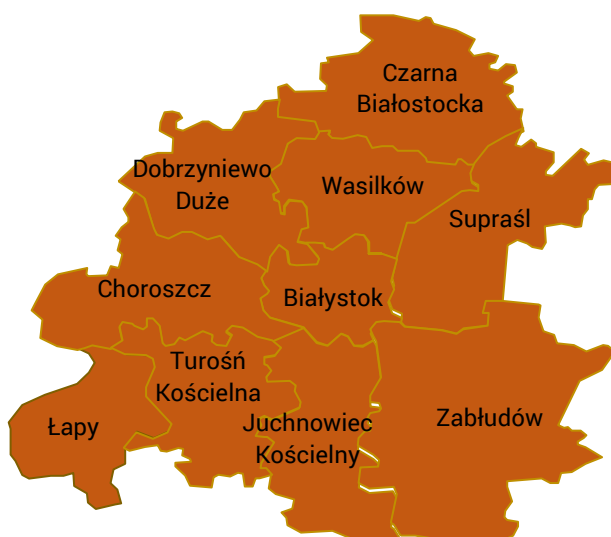 Czarna
Białostocka
Dobrzyniewo
Duże
Wasilków
Supraśl
Choroszcz
Białystok
Turośń
Kościelna
Łapy
Juchnowiec
Kościelny
Zabłudów